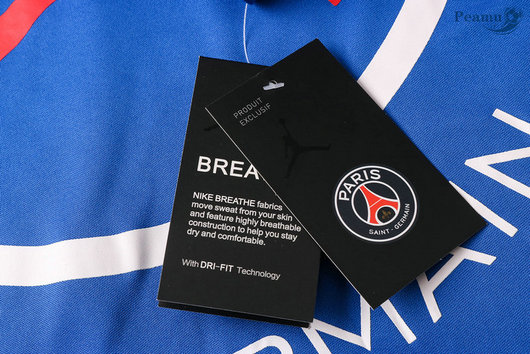 Peamu
PRODUIT
EXCLUSIF
BREA
NIKE BREATHE fabrics
move sweat from your skin
and feature highly breathable
construction to help you stay
dry and comfortable.
With DRI-FIT Technology
PARIS
SAINT-GERMAIN
RMAN